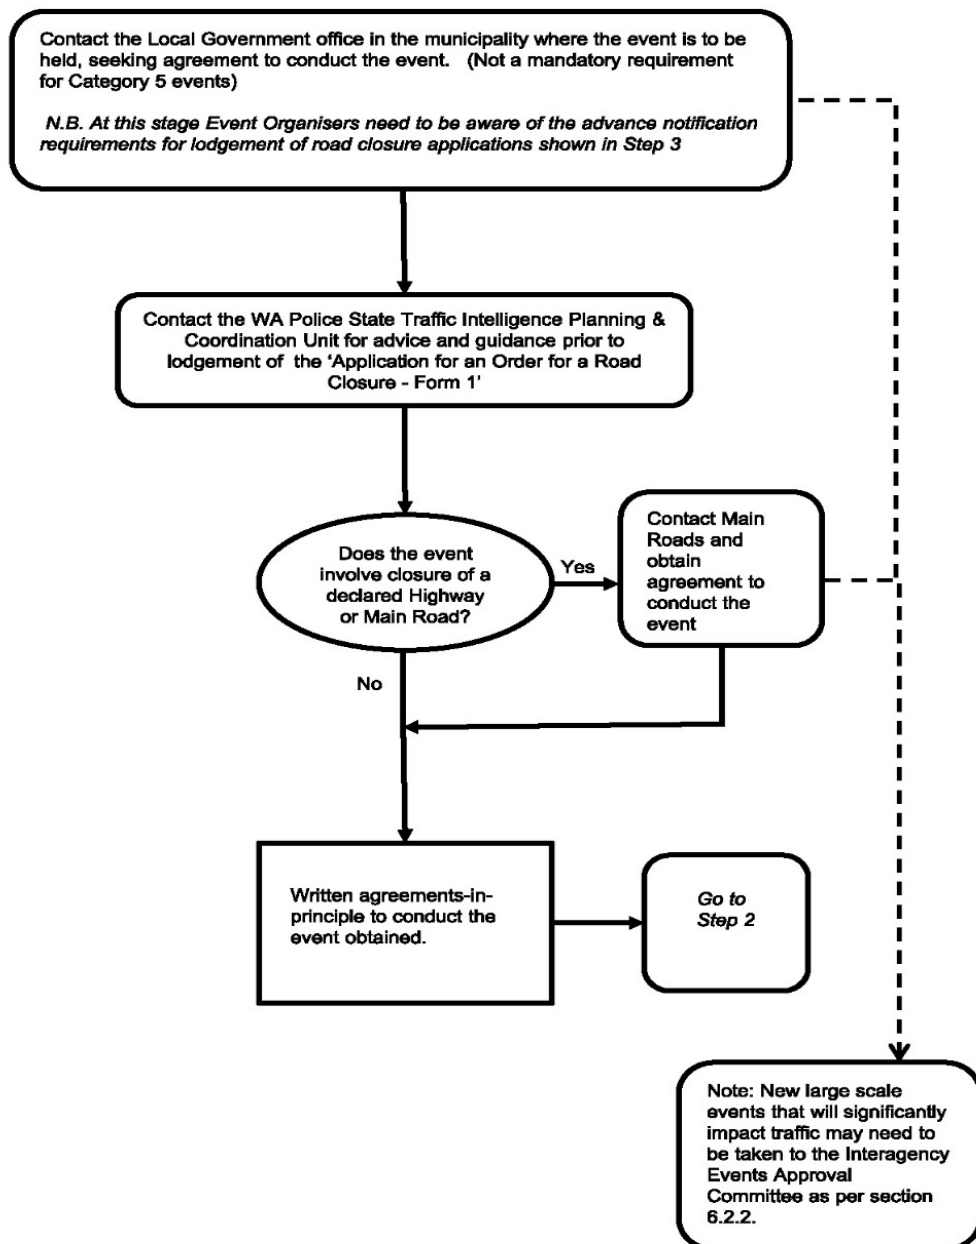 Contact the Local Government office in the municipality where the event is to be
held, seeking agreement to conduct the event. (Not a mandatory requirement
for Category 5 events)
N.B. At this stage Event Organisers need to be aware of the advance notification
requirements for lodgement of road closure applications shown in Step 3
Contact the WA Police State Traffic Intelligence Planning &
Coordination Unit for advice and guidance prior to
lodgement of the ‘Application for an Order for a Road
Closure - Form 1’
Does the event
involve closure of a
declared Highway
or Main Road?
Yes
Contact Main
Roads and
obtain
agreement to
conduct the
event
No
Written agreements-in-
principle to conduct the
event obtained.
Go to
Step 2
Note: New large scale
events that will significantly
impact traffic may need to
be taken to the Interagency
Events Approval
Committee as per section
6.2.2.